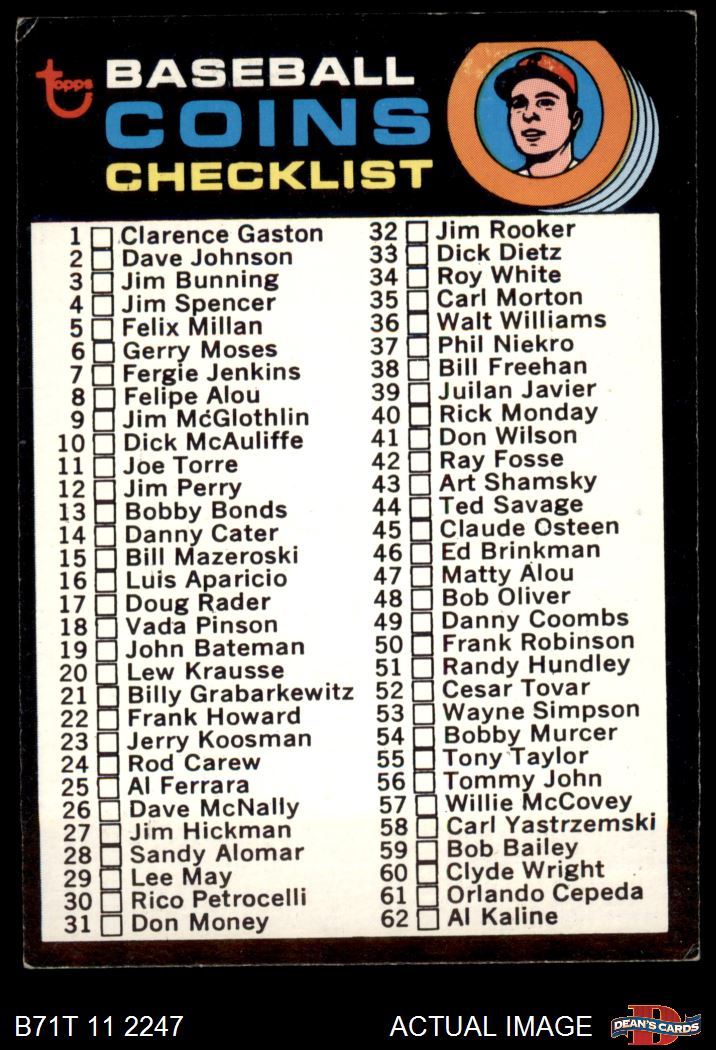 topps
BASEBALL
COINS
CHECKLIST
1 Clarence Gaston
2 Dave Johnson
3 Jim Bunning
4 Jim Spencer
5 Felix Millan
6 Gerry Moses
7 Fergie Jenkins
8 Felipe Alou
9 Jim McGlothlin
10 Dick McAuliffe
11 Joe Torre
12 Jim Perry
13 Bobby Bonds
14 Danny Cater
15 Bill Mazeroski
16 Luis Aparicio
17 Doug Rader
18 Vada Pinson
19 John Bateman
20 Lew Krausse
21 Billy Grabarkewitz
22 Frank Howard
23 Jerry Koosman
24 Rod Carew
25 Al Ferrara
26 Dave McNally
27 Jim Hickman
28 Sandy Alomar
29 Lee May
30 Rico Petrocelli
31 Don Money
32 Jim Rooker
33 Dick Dietz
34 Roy White
35 Carl Morton
36 Walt Williams
37 Phil Niekro
38 Bill Freehan
39 Juilan Javier
40 Rick Monday
41 Don Wilson
42 Ray Fosse
43 Art Shamsky
44 Ted Savage
45 Claude Osteen
46 Ed Brinkman
47 Matty Alou
48 Bob Oliver
49 Danny Coombs
50 Frank Robinson
51 Randy Hundley
52 Cesar Tovar
53 Wayne Simpson
54 Bobby Murcer
55 Tony Taylor
56 Tommy John
57 Willie McCovey
58 Carl Yastrzemski
59 Bob Bailey
60 Clyde Wright
61 Orlando Cepeda
62 Al Kaline
B71T 11 2247
ACTUAL IMAGE
DEAN'S CARDS